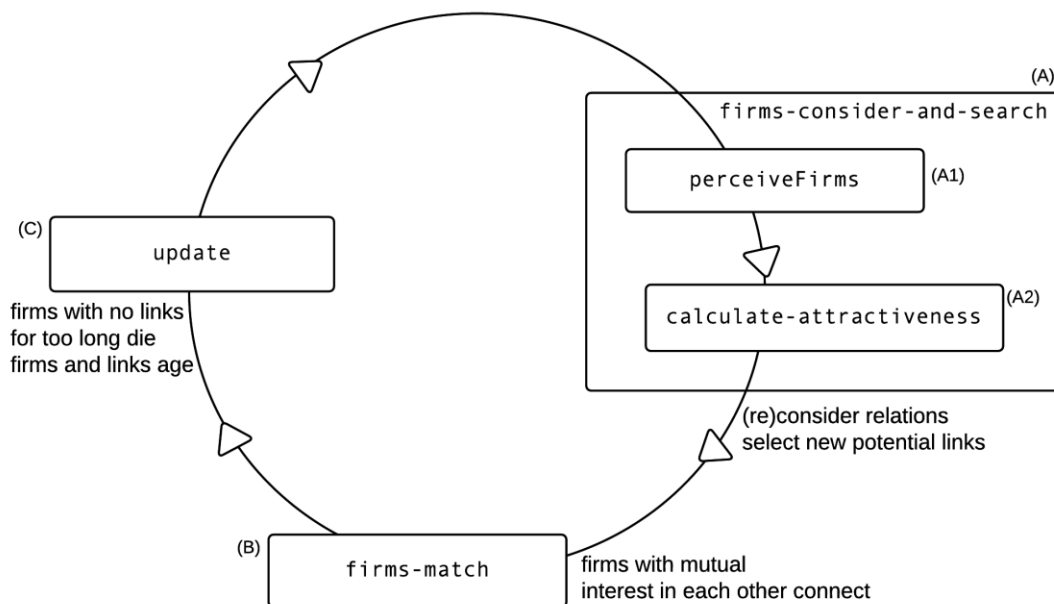 (A)
firms-consider-and-search
perceiveFirms
(A1)
calculate-attractiveness
(A2)
(re)consider relations
select new potential links
(B)
firms-match
firms with mutual
interest in each other connect
(C)
update
firms with no links
for too long die
firms and links age